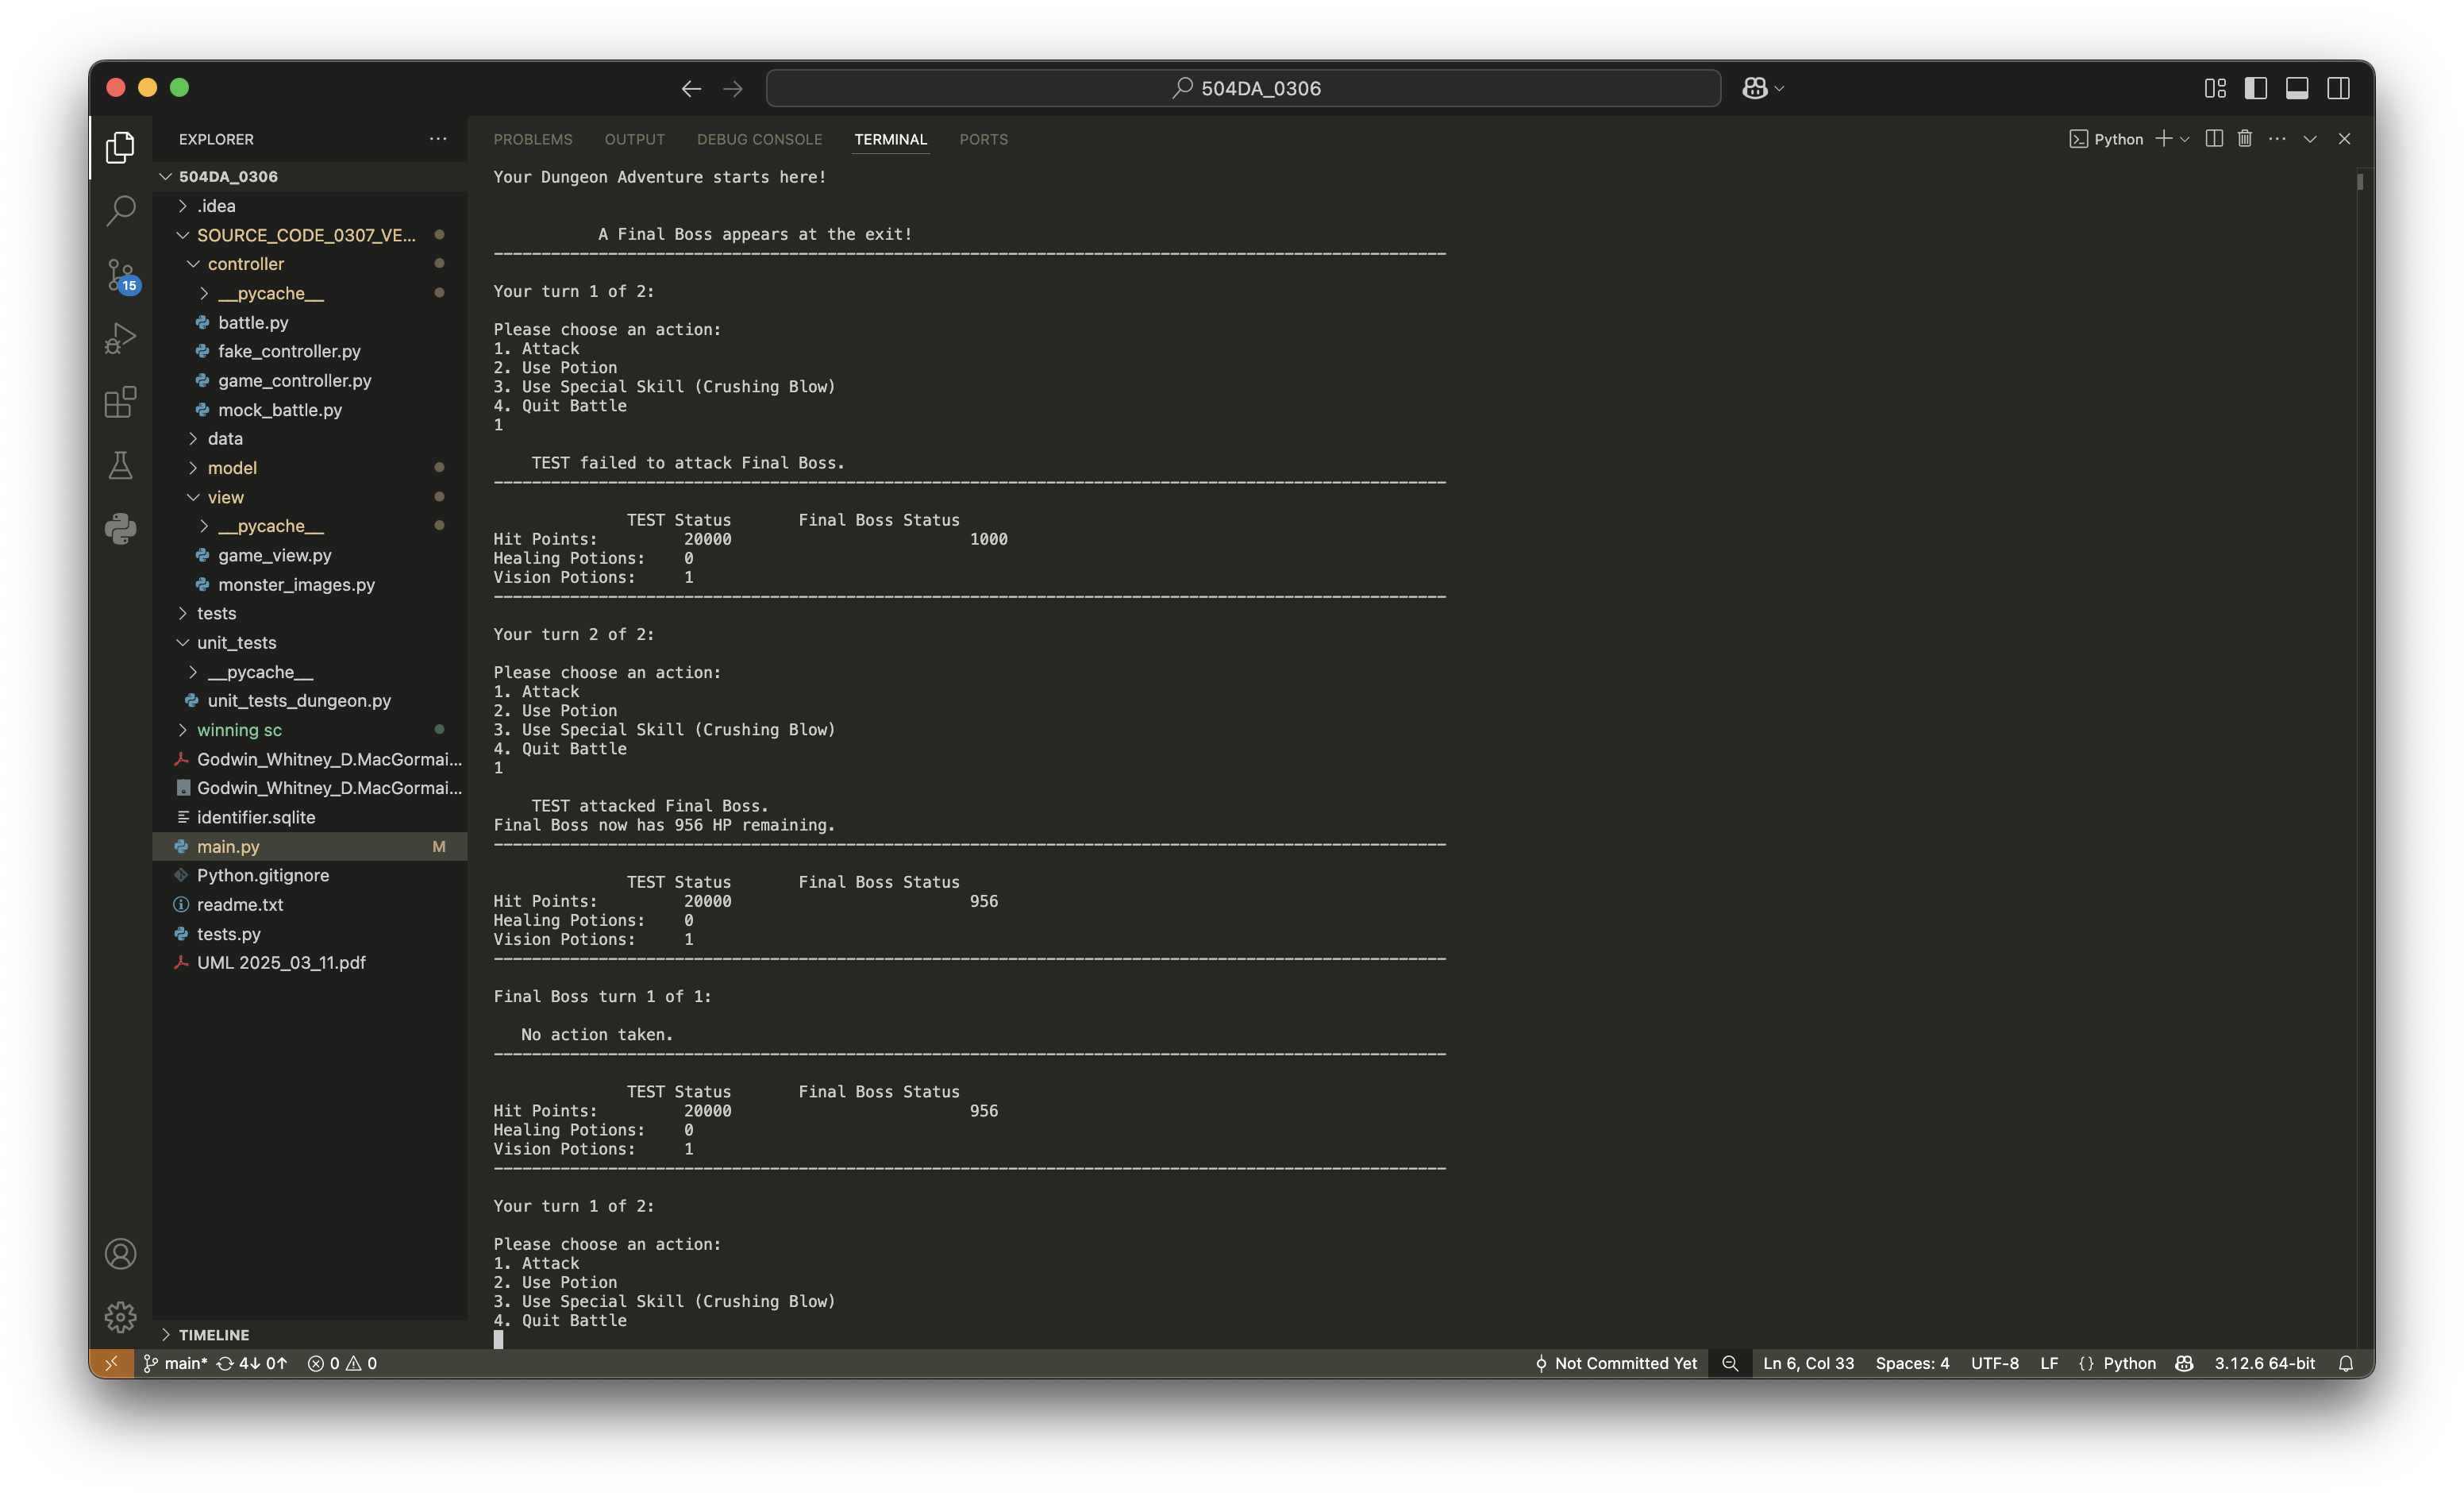 504DA_0306
EXPLORER
504DA_0306
.idea
SOURCE_CODE_0307_VE...
controller
__pycache__
battle.py
fake_controller.py
game_controller.py
mock_battle.py
data
model
view
__pycache__
game_view.py
monster_images.py
tests
unit_tests
__pycache__
unit_tests_dungeon.py
winning sc
Godwin_Whitney_D.MacGormai...
Godwin_Whitney_D.MacGormai...
identifier.sqlite
main.py M
Python.gitignore
readme.txt
tests.py
UML 2025_03_11.pdf
TIMELINE
15
PROBLEMS OUTPUT DEBUG CONSOLE TERMINAL PORTS
Python
Your Dungeon Adventure starts here!
A Final Boss appears at the exit!
----------------------------------------------------------------------------------------------------
Your turn 1 of 2:
Please choose an action:
1. Attack
2. Use Potion
3. Use Special Skill (Crushing Blow)
4. Quit Battle
1
TEST failed to attack Final Boss.
----------------------------------------------------------------------------------------------------
TEST Status Final Boss Status
Hit Points: 20000 1000
Healing Potions: 0
Vision Potions: 1
----------------------------------------------------------------------------------------------------
Your turn 2 of 2:
Please choose an action:
1. Attack
2. Use Potion
3. Use Special Skill (Crushing Blow)
4. Quit Battle
1
TEST attacked Final Boss.
Final Boss now has 956 HP remaining.
----------------------------------------------------------------------------------------------------
TEST Status Final Boss Status
Hit Points: 20000 956
Healing Potions: 0
Vision Potions: 1
----------------------------------------------------------------------------------------------------
Final Boss turn 1 of 1:
No action taken.
----------------------------------------------------------------------------------------------------
TEST Status Final Boss Status
Hit Points: 20000 956
Healing Potions: 0
Vision Potions: 1
----------------------------------------------------------------------------------------------------
Your turn 1 of 2:
Please choose an action:
1. Attack
2. Use Potion
3. Use Special Skill (Crushing Blow)
4. Quit Battle
main* 4↓ 0↑ 0 0 Not Committed Yet Ln 6, Col 33 Spaces: 4 UTF-8 LF {} Python 3.12.6 64-bit